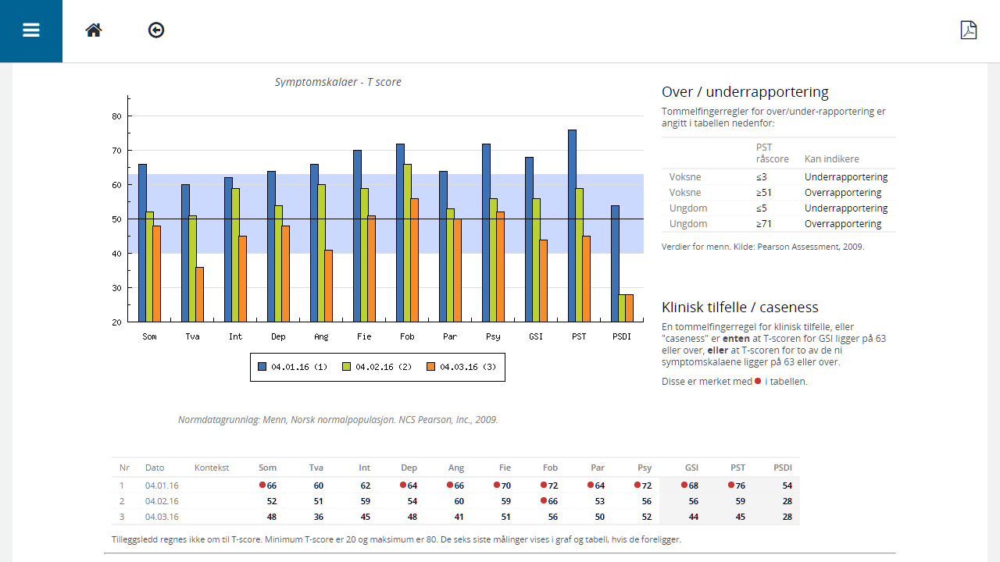 Symptomskalaer - T score
80
70
60
50
40
30
20
Som Tva Int Dep Ang Fie Fob Par Psy GSI PST PSDI
04.01.16 (1) 04.02.16 (2) 04.03.16 (3)
Normdatagrunnlag: Menn, Norsk normalpopulasjon. NCS Pearson, Inc., 2009.
Over / underrapportering
Tommelfingerregler for over/under-rapportering er
angitt i tabellen nedenfor:
PST
råscore Kan indikere
Voksne ≤3 Underrapportering
Voksne ≥51 Overrapportering
Ungdom ≤5 Underrapportering
Ungdom ≥71 Overrapportering
Verdier for menn. Kilde: Pearson Assessment, 2009.
Klinisk tilfelle / caseness
En tommelfingerregel for klinisk tilfelle, eller
"caseness" er enten at T-scoren for GSI ligger på 63
eller over, eller at T-scoren for to av de ni
symptomskalaene ligger på 63 eller over.
Disse er merket med i tabellen.
Nr Dato Kontekst Som Tva Int Dep Ang Fie Fob Par Psy GSI PST PSDI
1 04.01.16 66 60 62 64 66 70 72 64 72 68 76 54
2 04.02.16 52 51 59 54 60 59 66 53 56 56 59 28
3 04.03.16 48 36 45 48 41 51 56 50 52 44 45 28
Tilleggsledd regnes ikke om til T-score. Minimum T-score er 20 og maksimum er 80. De seks siste målinger vises i graf og tabell, hvis de foreligger.